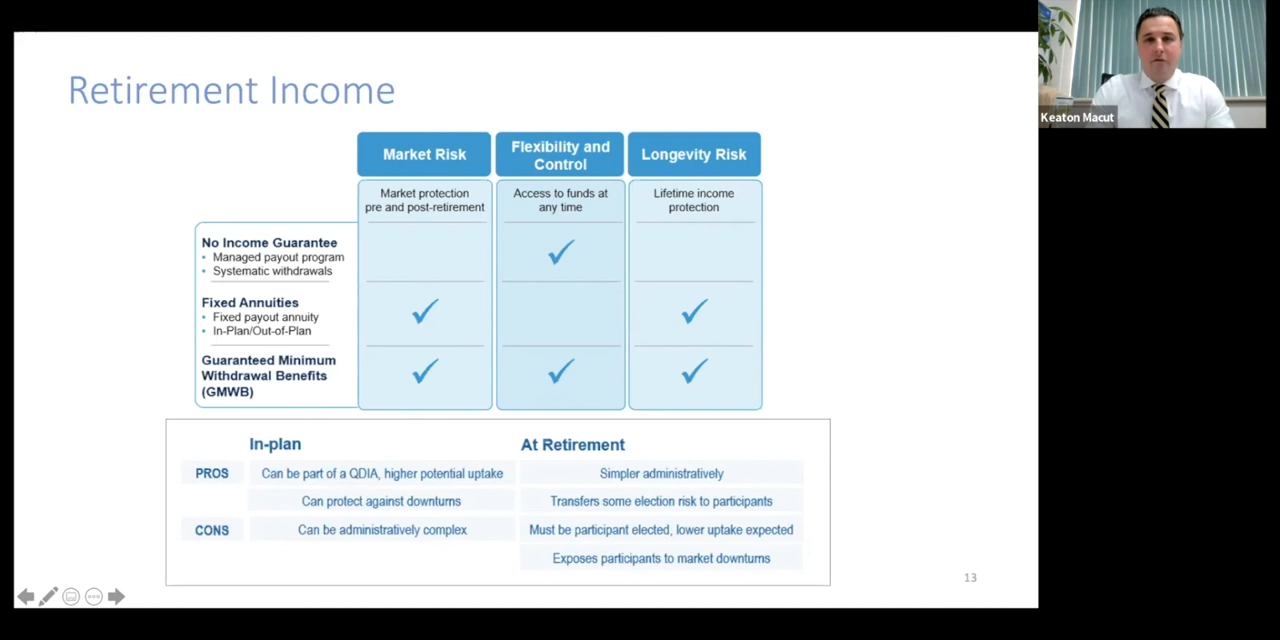 Retirement Income
Keaton Macut
Market Risk
Flexibility and
Control
Longevity Risk
Market protection
pre and post-retirement
Access to funds at
any time
Lifetime income
protection
No Income Guarantee
• Managed payout program
• Systematic withdrawals
Fixed Annuities
• Fixed payout annuity
• In-Plan/Out-of-Plan
Guaranteed Minimum
Withdrawal Benefits
(GMWB)
In-plan
At Retirement
PROS
Can be part of a QDIA, higher potential uptake
Simpler administratively
Can protect against downturns
Transfers some election risk to participants
CONS
Can be administratively complex
Must be participant elected, lower uptake expected
Exposes participants to market downturns
13